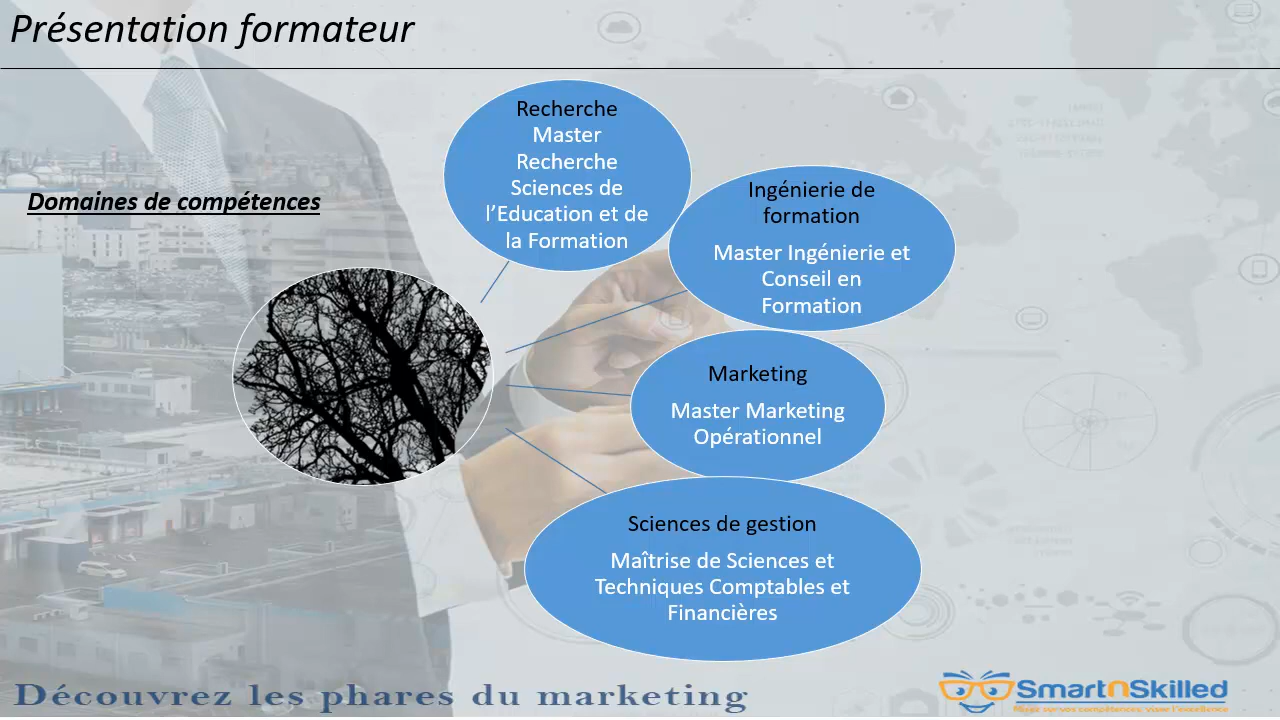 Présentation formateur
Domaines de compétences
Recherche
Master
Recherche
Sciences de
l’Education et de
la Formation
Ingénierie de
formation
Master Ingénierie et
Conseil en
Formation
Marketing
Master Marketing
Opérationnel
Sciences de gestion
Maîtrise de Sciences et
Techniques Comptables et
Financières
Découvrez les phares du marketing
SmartnSkilled